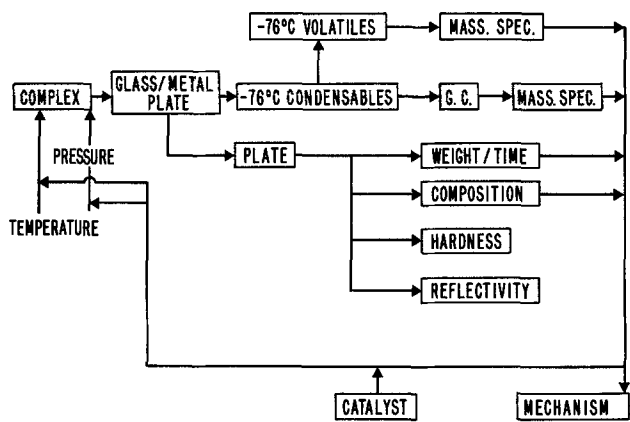 -76°C VOLATILES
MASS. SPEC.
COMPLEX
GLASS/METAL
PLATE
-76°C CONDENSABLES
G.C.
MASS.SPEC.
PRESSURE
PLATE
WEIGHT/TIME
COMPOSITION
TEMPERATURE
HARDNESS
REFLECTIVITY
CATALYST
MECHANISM